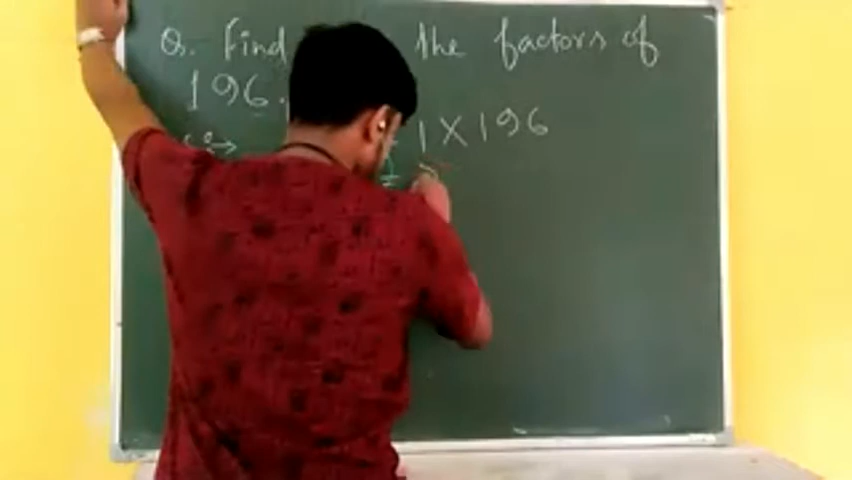 Q. Find the factors of
196.
1 X 196